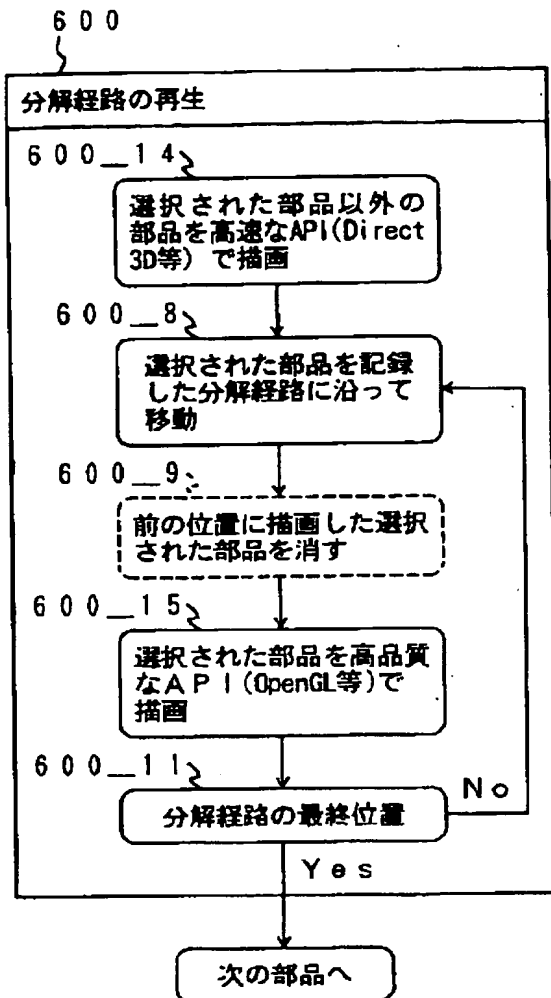 600
分解経路の再生
600__14
選択された部品以外の
部品を高速なAPI(Direct
3D等)で描画
600__8
選択された部品を記録
した分解経路に沿って
移動
600__9
前の位置に描画した選択
された部品を消す
600__15
選択された部品を高品質
なAPI(OpenGL等)で
描画
600__11
分解経路の最終位置
No
Yes
次の部品へ